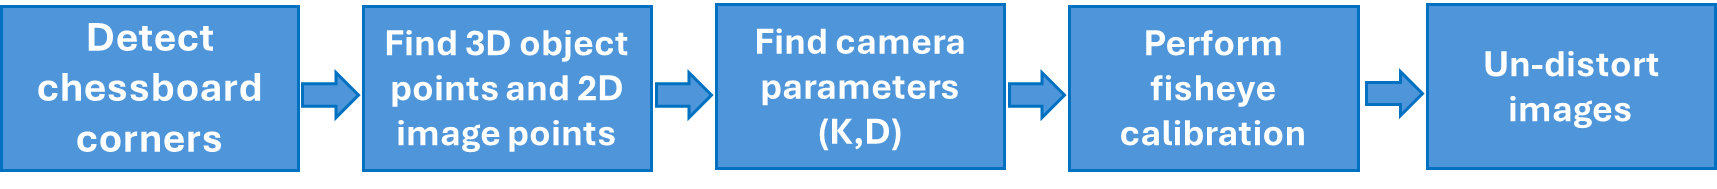 Detect
chessboard
corners
Find 3D object
points and 2D
image points
Find camera
parameters
(K,D)
Perform
fisheye
calibration
Un-distort
images